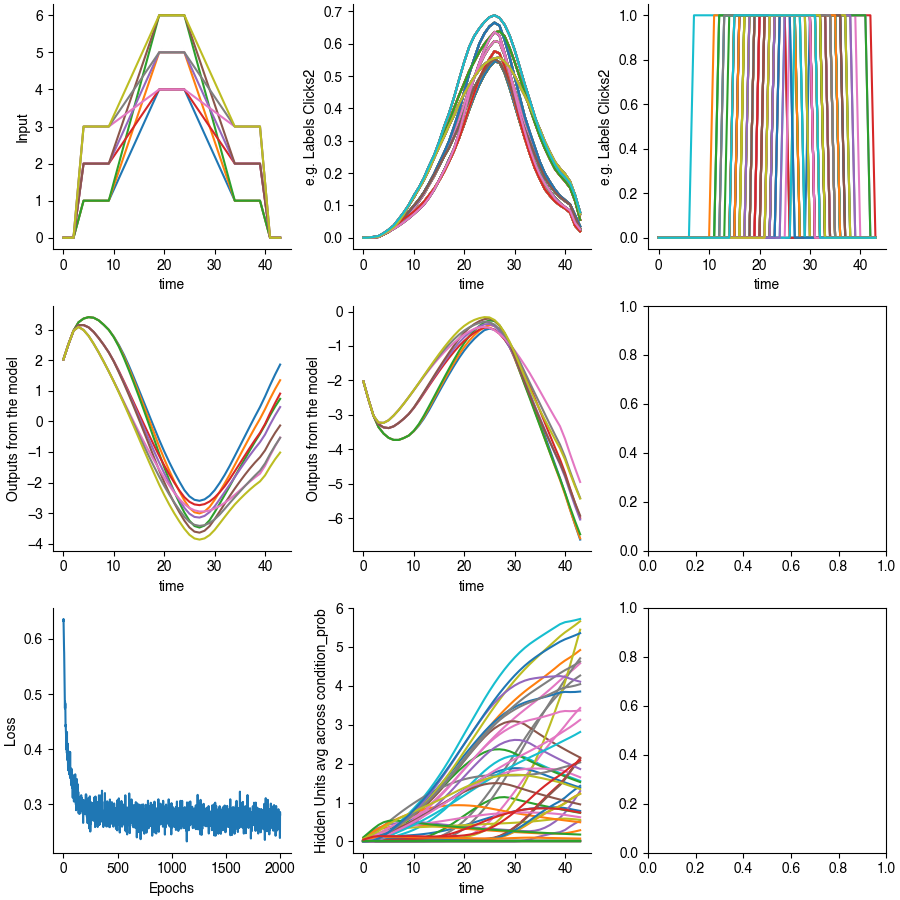 6
5
4
3
2
1
0
Input
0 10 20 30 40
time
0.7
0.6
0.5
0.4
0.3
0.2
0.1
0.0
e.g. Labels Clicks2
0 10 20 30 40
time
1.0
0.8
0.6
0.4
0.2
0.0
e.g. Labels Clicks2
0 10 20 30 40
time
3
2
1
0
−1
−2
−3
−4
Outputs from the model
0 10 20 30 40
time
0
−1
−2
−3
−4
−5
−6
Outputs from the model
0 10 20 30 40
time
1.0
0.8
0.6
0.4
0.2
0.0
0.0 0.2 0.4 0.6 0.8 1.0
0.6
0.5
0.4
0.3
Loss
0 500 1000 1500 2000
Epochs
6
5
4
3
2
1
0
Hidden Units avg across condition_prob
0 10 20 30 40
time
1.0
0.8
0.6
0.4
0.2
0.0
0.0 0.2 0.4 0.6 0.8 1.0